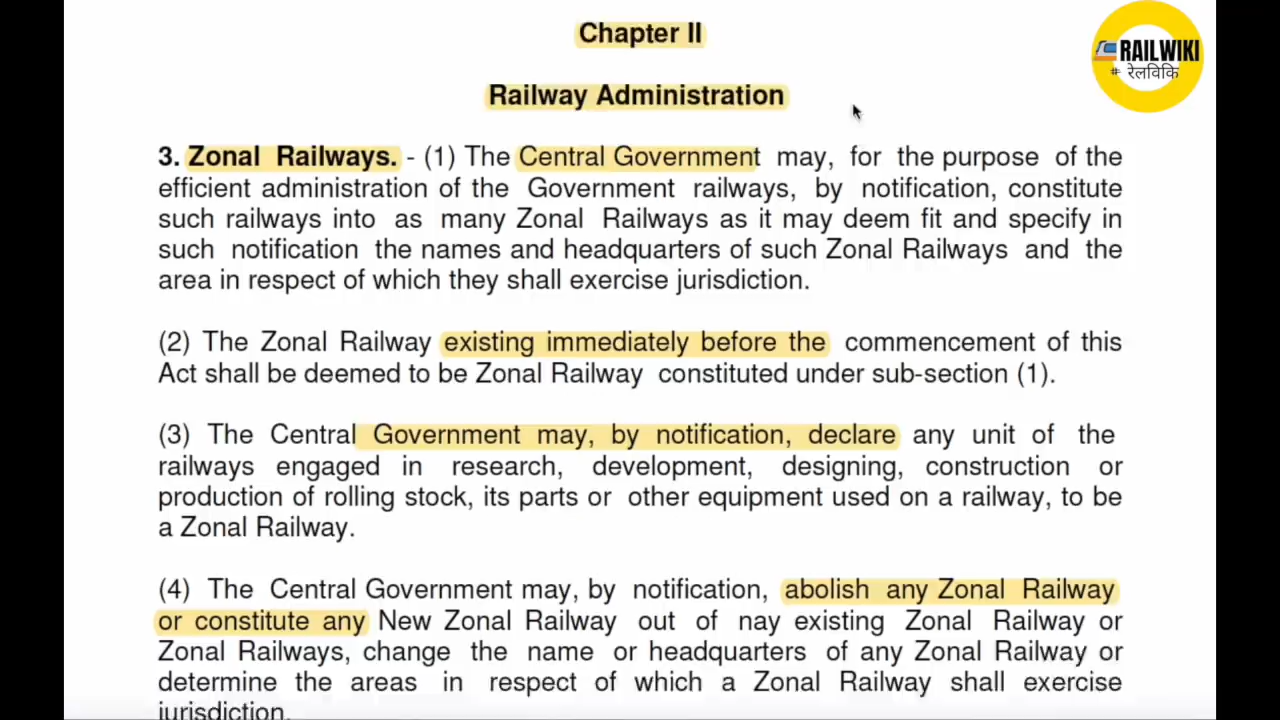 Chapter II
RAILWIKI
# रेलविकि
Railway Administration
3. Zonal Railways. - (1) The Central Government may, for the purpose of the
efficient administration of the Government railways, by notification, constitute
such railways into as many Zonal Railways as it may deem fit and specify in
such notification the names and headquarters of such Zonal Railways and the
area in respect of which they shall exercise jurisdiction.
(2) The Zonal Railway existing immediately before the commencement of this
Act shall be deemed to be Zonal Railway constituted under sub-section (1).
(3) The Central Government may, by notification, declare any unit of the
railways engaged in research, development, designing, construction or
production of rolling stock, its parts or other equipment used on a railway, to be
a Zonal Railway.
(4) The Central Government may, by notification, abolish any Zonal Railway
or constitute any New Zonal Railway out of nay existing Zonal Railway or
Zonal Railways, change the name or headquarters of any Zonal Railway or
determine the areas in respect of which a Zonal Railway shall exercise
jurisdiction.